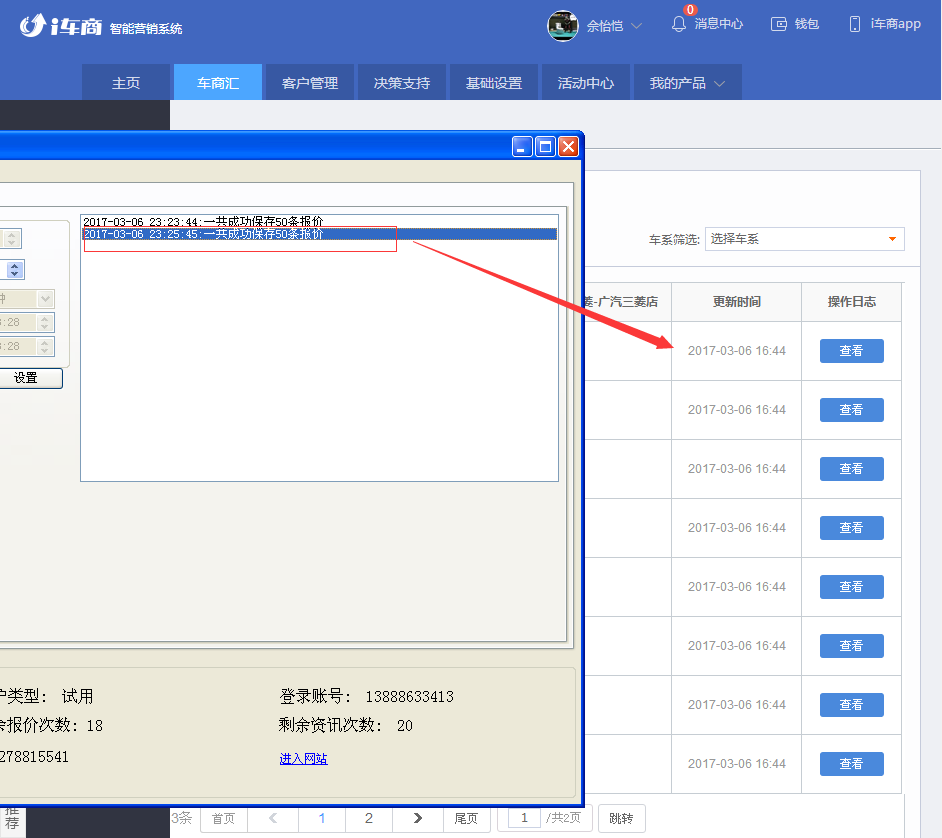 i车商 智能营销系统
佘怡恺
0
消息中心
钱包
i车商app
主页
车商汇
客户管理
决策支持
基础设置
活动中心
我的产品
2017-03-06 23:23:44:一共成功保存50条报价
2017-03-06 23:25:45:一共成功保存50条报价
车系筛选: 选择车系
钟
:28
:28
设置
菱-广汽三菱店 更新时间 操作日志
2017-03-06 16:44 查看
2017-03-06 16:44 查看
2017-03-06 16:44 查看
2017-03-06 16:44 查看
2017-03-06 16:44 查看
2017-03-06 16:44 查看
2017-03-06 16:44 查看
2017-03-06 16:44 查看
户类型: 试用 登录账号: 13888633413
余报价次数: 18 剩余资讯次数: 20
278815541 进入网站
推荐
3条 首页 < 1 2 > 尾页 1 /共2页 跳转